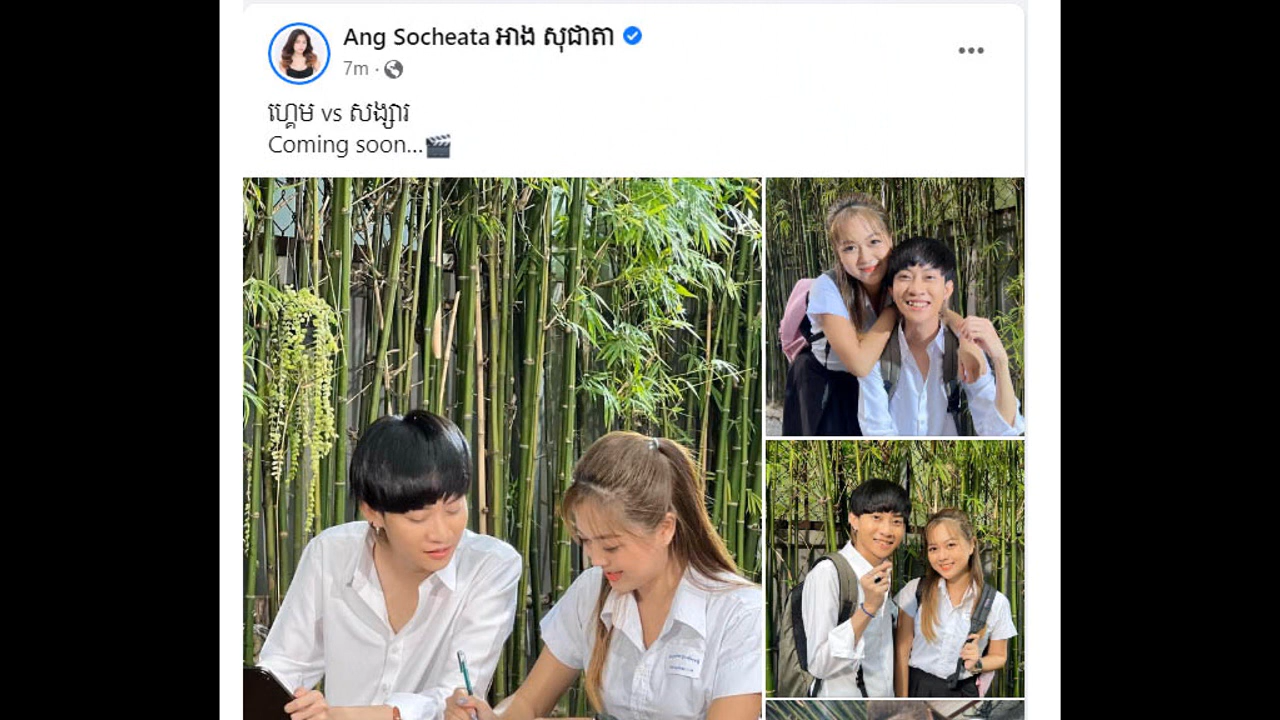 Ang Socheata អាង សុជាតា
7m ·
ហ្គេម vs សង្សារ
Coming soon...